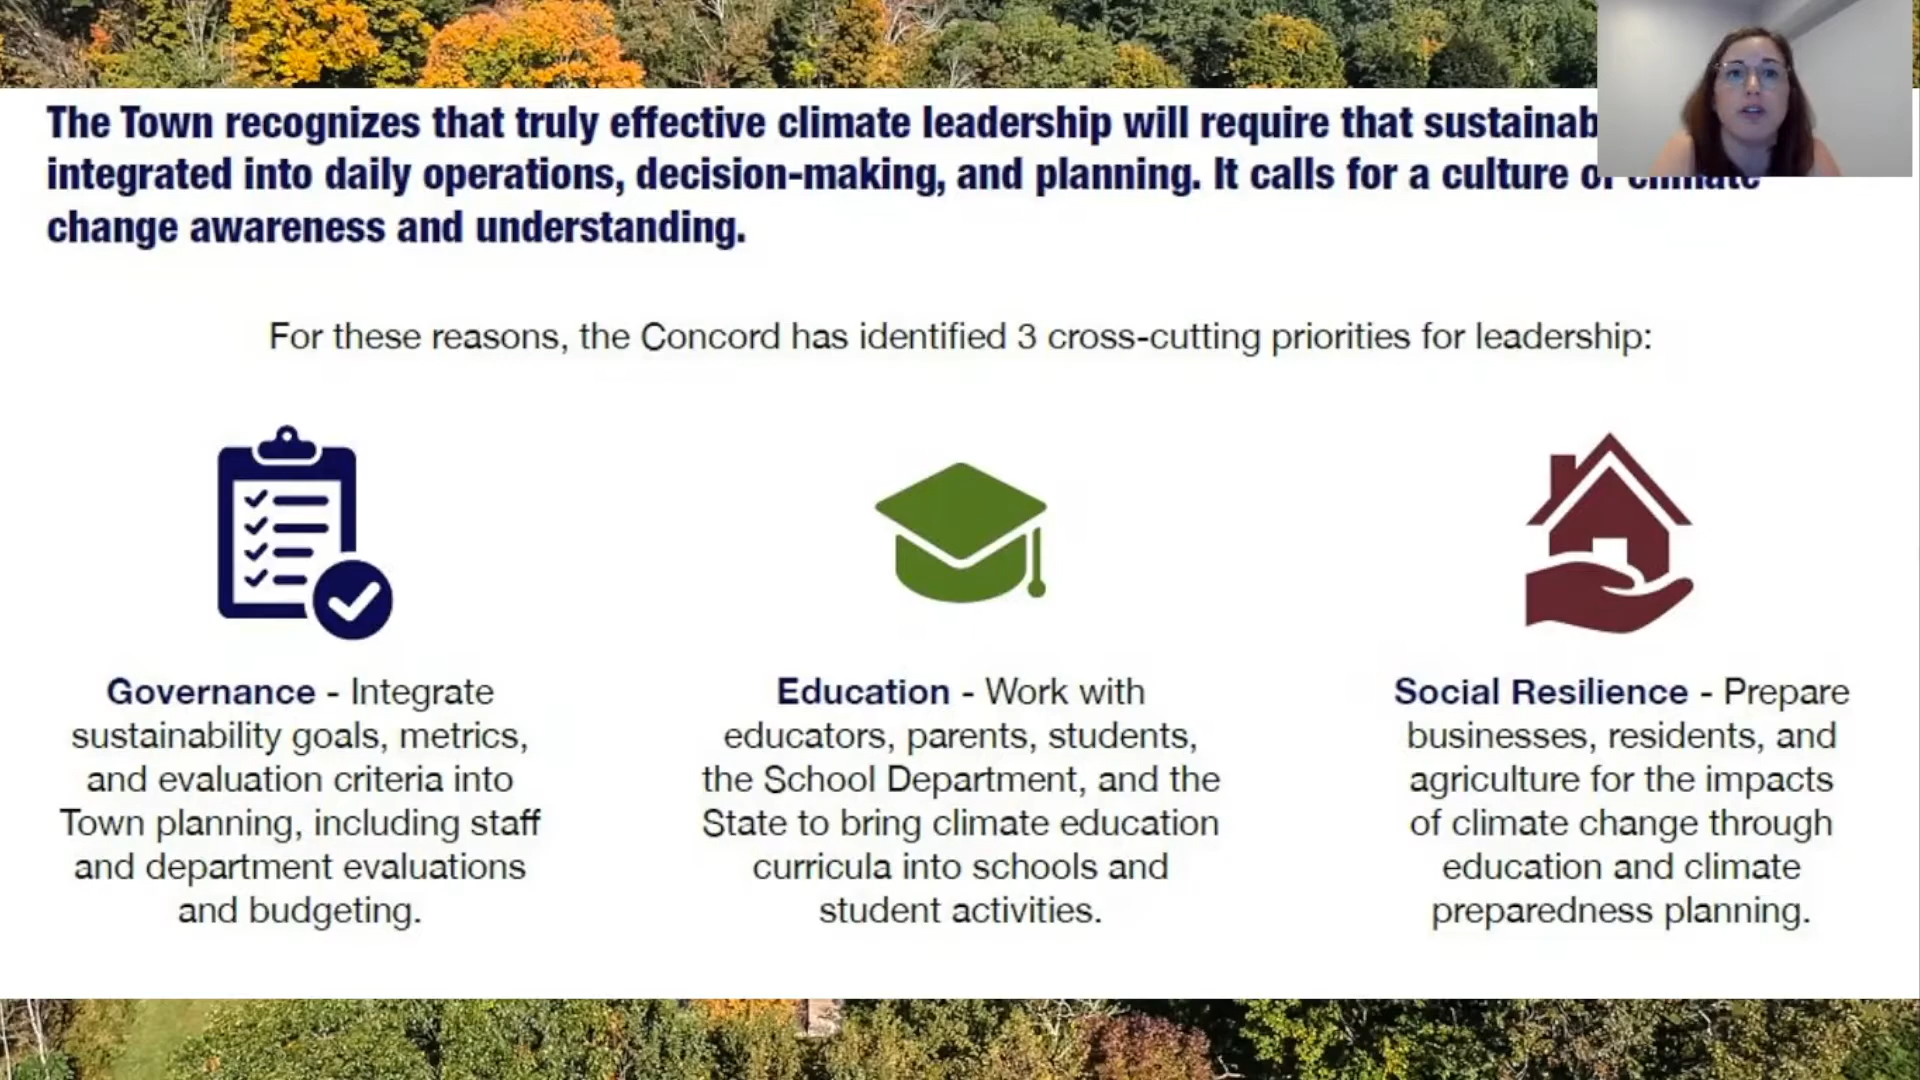 The Town recognizes that truly effective climate leadership will require that sustainab
integrated into daily operations, decision-making, and planning. It calls for a culture of climate
change awareness and understanding.
For these reasons, the Concord has identified 3 cross-cutting priorities for leadership:
Governance - Integrate
sustainability goals, metrics,
and evaluation criteria into
Town planning, including staff
and department evaluations
and budgeting.
Education - Work with
educators, parents, students,
the School Department, and the
State to bring climate education
curricula into schools and
student activities.
Social Resilience - Prepare
businesses, residents, and
agriculture for the impacts
of climate change through
education and climate
preparedness planning.